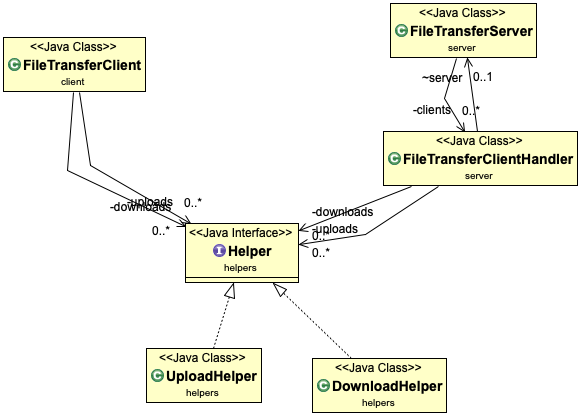 <<Java Class>>
FileTransferServer
server
<<Java Class>>
FileTransferClient
client
~server
0..1
-clients
0..*
<<Java Class>>
FileTransferClientHandler
server
-uploads
0..*
-downloads
0..*
-downloads
0..*
-uploads
0..*
<<Java Interface>>
Helper
helpers
<<Java Class>>
UploadHelper
helpers
<<Java Class>>
DownloadHelper
helpers